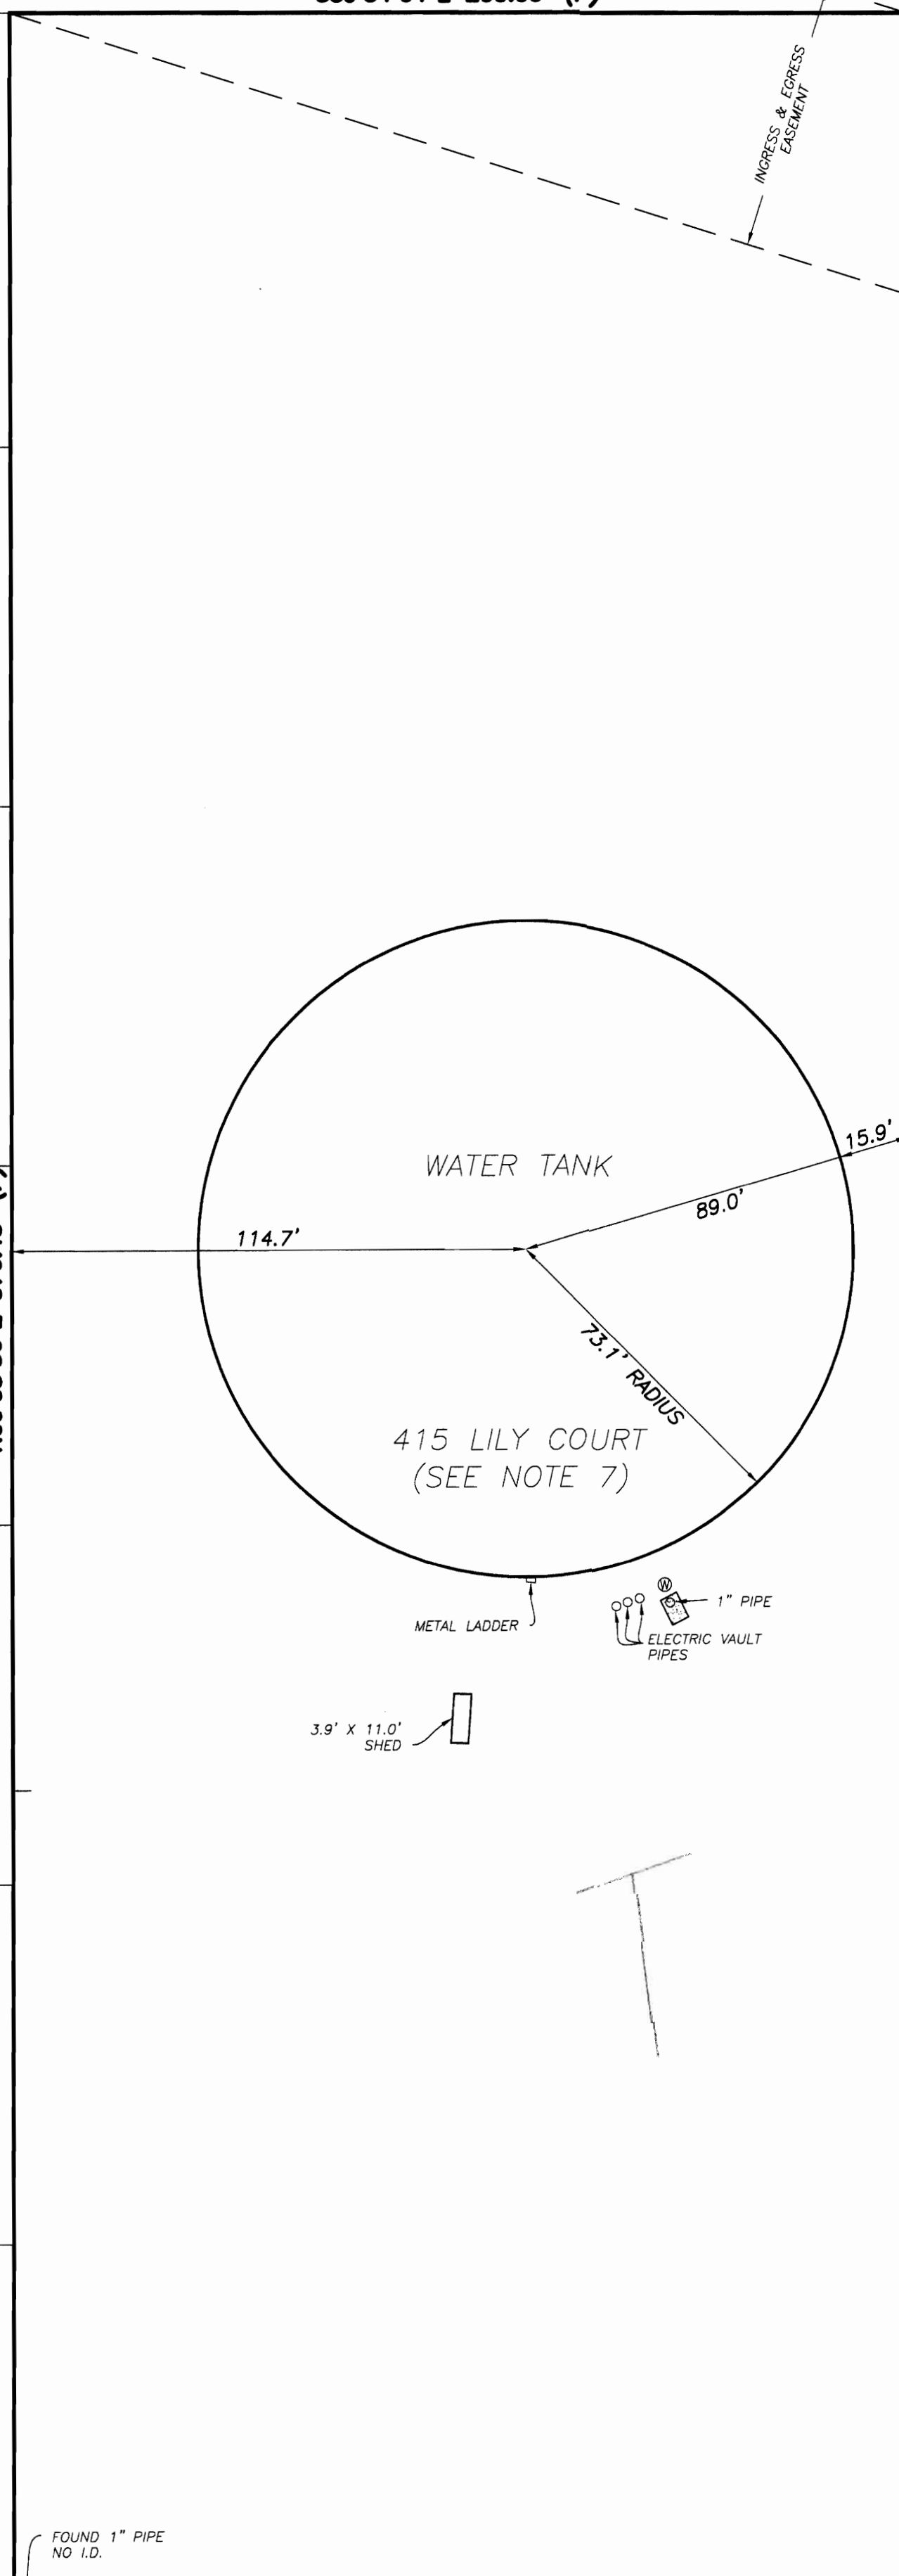 INGRESS & EGRESS
EASEMENT
WATER TANK
15.9'
89.0'
114.7'
73.1' RADIUS
415 LILY COURT
(SEE NOTE 7)
METAL LADDER
W
1" PIPE
ELECTRIC VAULT
PIPES
3.9' X 11.0'
SHED
FOUND 1" PIPE
NO I.D.